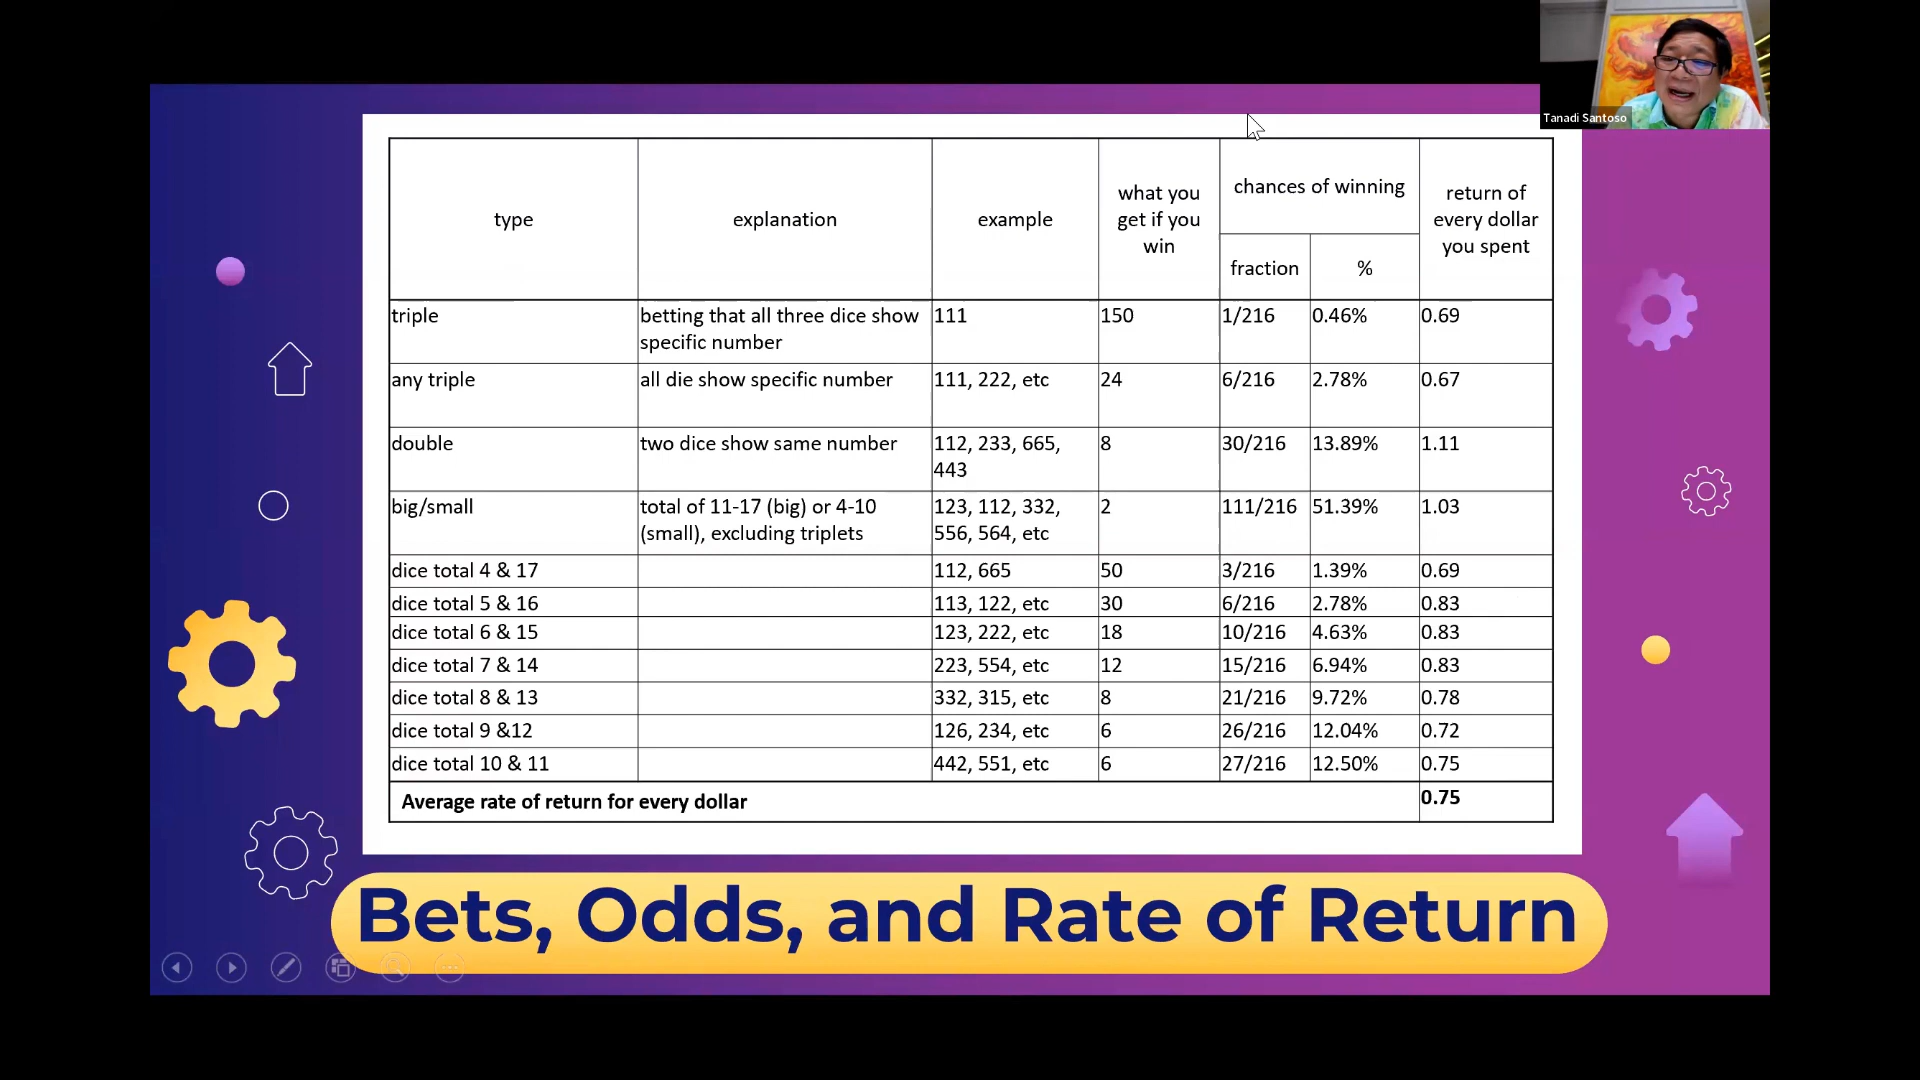 Tanadi Santoso
type explanation example what you get if you win chances of winning return of every dollar you spent
fraction %
triple betting that all three dice show specific number 111 150 1/216 0.46% 0.69
any triple all die show specific number 111, 222, etc 24 6/216 2.78% 0.67
double two dice show same number 112, 233, 665, 443 8 30/216 13.89% 1.11
big/small total of 11-17 (big) or 4-10 (small), excluding triplets 123, 112, 332, 556, 564, etc 2 111/216 51.39% 1.03
dice total 4 & 17 112, 665 50 3/216 1.39% 0.69
dice total 5 & 16 113, 122, etc 30 6/216 2.78% 0.83
dice total 6 & 15 123, 222, etc 18 10/216 4.63% 0.83
dice total 7 & 14 223, 554, etc 12 15/216 6.94% 0.83
dice total 8 & 13 332, 315, etc 8 21/216 9.72% 0.78
dice total 9 &12 126, 234, etc 6 26/216 12.04% 0.72
dice total 10 & 11 442, 551, etc 6 27/216 12.50% 0.75
Average rate of return for every dollar 0.75
Bets, Odds, and Rate of Return